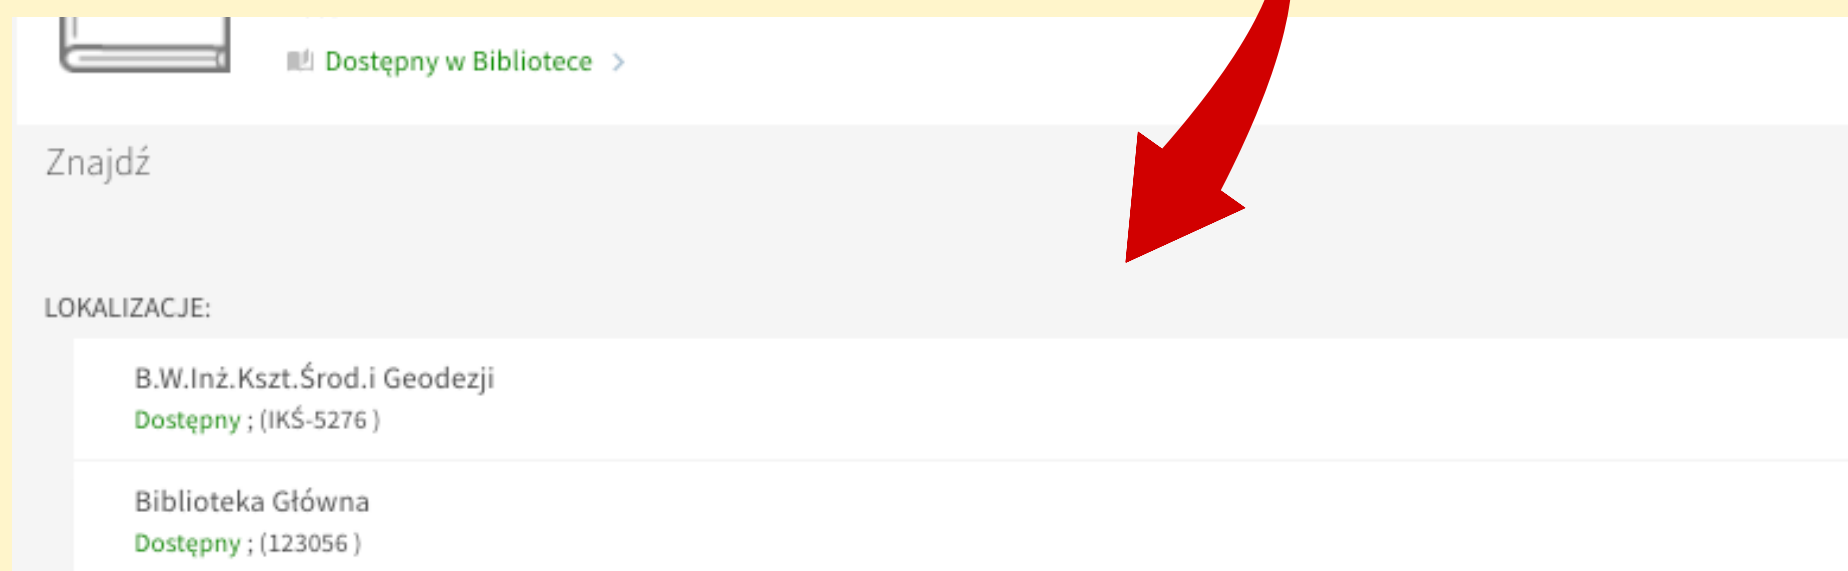 Dostępny w Bibliotece
Znajdź
LOKALIZACJE:
B.W.Inż.Kszt.Środ.i Geodezji
Dostępny ; (IKŚ-5276 )
Biblioteka Główna
Dostępny ; (123056 )